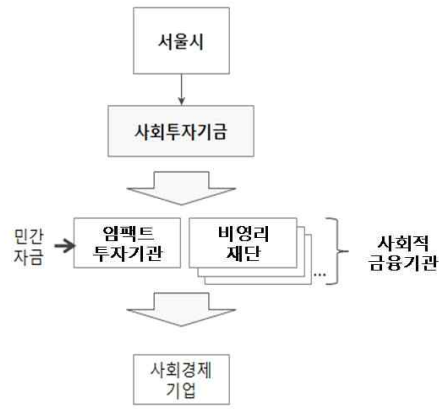 서울시
사회투자기금
민간
자금
임팩트
투자기관
비영리
재단
...
사회적
금융기관
사회경제
기업